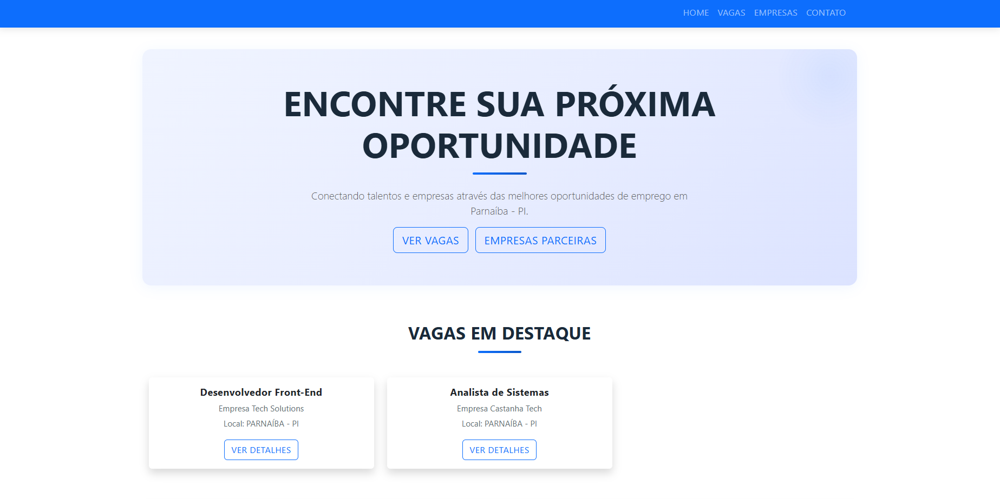 HOME VAGAS EMPRESAS CONTATO
ENCONTRE SUA PRÓXIMA
OPORTUNIDADE
Conectando talentos e empresas através das melhores oportunidades de emprego em
Parnaíba - PI.
VER VAGAS EMPRESAS PARCEIRAS
VAGAS EM DESTAQUE
Desenvolvedor Front-End
Empresa Tech Solutions
Local: PARNAÍBA - PI
VER DETALHES
Analista de Sistemas
Empresa Castanha Tech
Local: PARNAÍBA - PI
VER DETALHES